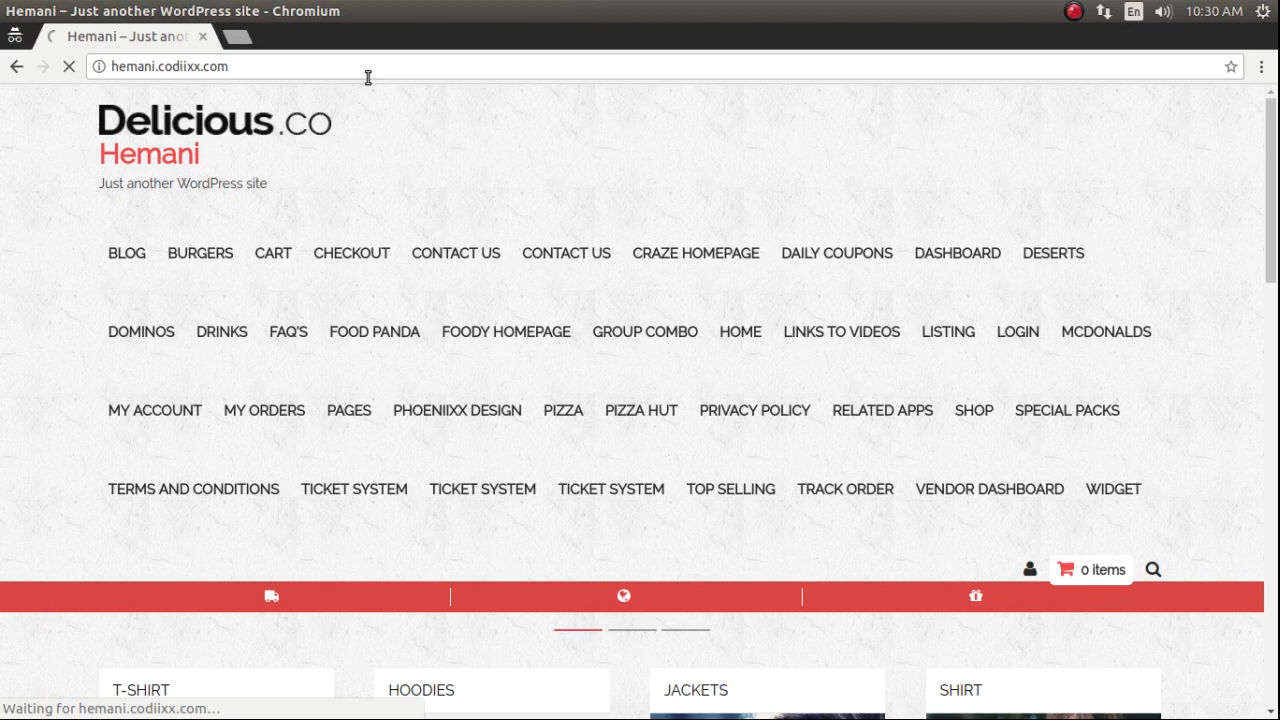 Hemani – Just another WordPress site - Chromium
En
10:30 AM
Hemani – Just anot
hemani.codiixx.com
Delicious.co
Hemani
Just another WordPress site
BLOG BURGERS CART CHECKOUT CONTACT US CONTACT US CRAZE HOMEPAGE DAILY COUPONS DASHBOARD DESERTS
DOMINOS DRINKS FAQ'S FOOD PANDA FOODY HOMEPAGE GROUP COMBO HOME LINKS TO VIDEOS LISTING LOGIN MCDONALDS
MY ACCOUNT MY ORDERS PAGES PHOENIIXX DESIGN PIZZA PIZZA HUT PRIVACY POLICY RELATED APPS SHOP SPECIAL PACKS
TERMS AND CONDITIONS TICKET SYSTEM TICKET SYSTEM TICKET SYSTEM TOP SELLING TRACK ORDER VENDOR DASHBOARD WIDGET
0 items
T-SHIRT HOODIES JACKETS SHIRT
Waiting for hemani.codiixx.com...